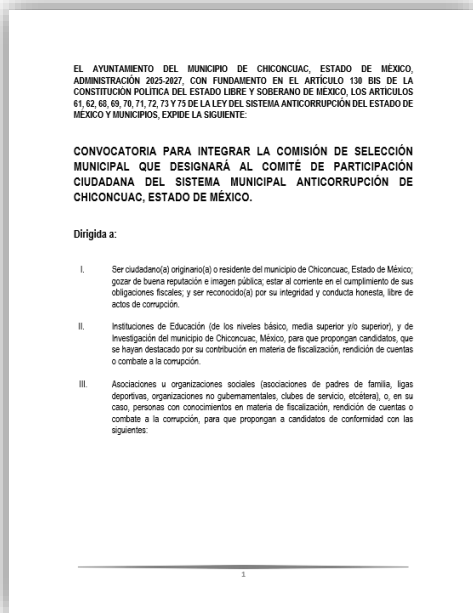 EL AYUNTAMIENTO DEL MUNICIPIO DE CHICONCUAC, ESTADO DE MÉXICO,
ADMINISTRACIÓN 2025-2027, CON FUNDAMENTO EN EL ARTÍCULO 130 BIS DE LA
CONSTITUCIÓN POLÍTICA DEL ESTADO LIBRE Y SOBERANO DE MÉXICO, LOS ARTÍCULOS
61, 62, 68, 69, 70, 71, 72, 73 Y 75 DE LA LEY DEL SISTEMA ANTICORRUPCIÓN DEL ESTADO DE
MÉXICO Y MUNICIPIOS, EXPIDE LA SIGUIENTE:
CONVOCATORIA PARA INTEGRAR LA COMISIÓN DE SELECCIÓN
MUNICIPAL QUE DESIGNARÁ AL COMITÉ DE PARTICIPACIÓN
CIUDADANA DEL SISTEMA MUNICIPAL ANTICORRUPCIÓN DE
CHICONCUAC, ESTADO DE MÉXICO.
Dirigida a:
I. Ser ciudadano(a) originario(a) o residente del municipio de Chiconcuac, Estado de México;
gozar de buena reputación e imagen pública; estar al corriente en el cumplimiento de sus
obligaciones fiscales; y ser reconocido(a) por su integridad y conducta honesta, libre de
actos de corrupción.
II. Instituciones de Educación (de los niveles básico, media superior y/o superior), y de
Investigación del municipio de Chiconcuac, México, para que propongan candidatos, que
se hayan destacado por su contribución en materia de fiscalización, rendición de cuentas
o combate a la corrupción.
III. Asociaciones u organizaciones sociales (asociaciones de padres de familia, ligas
deportivas, organizaciones no gubernamentales, clubes de servicio, etcétera), o, en su
caso, personas con conocimientos en materia de fiscalización, rendición de cuentas o
combate a la corrupción, para que propongan a candidatos de conformidad con las
siguientes:
1